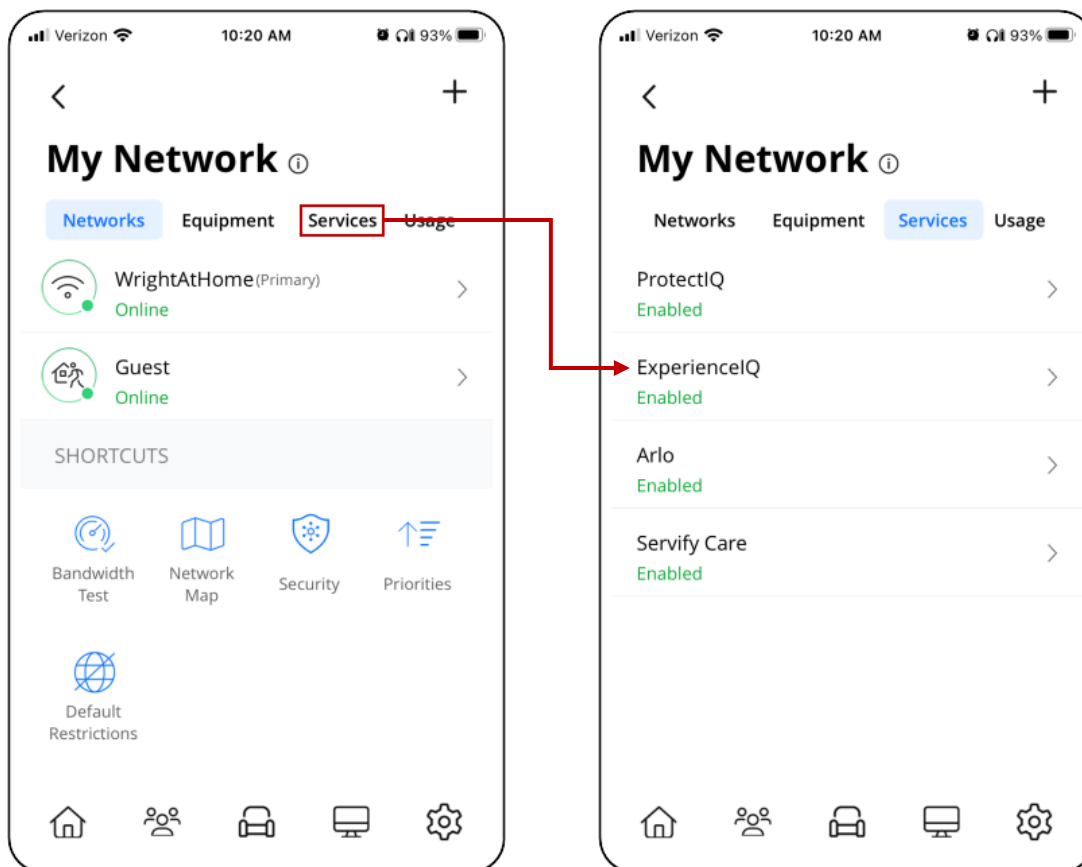 Verizon 10:20 AM 93%
My Network
Networks Equipment Services Usage
WrightAtHome (Primary)
Online
Guest
Online
SHORTCUTS
Bandwidth
Test
Network
Map
Security
Priorities
Default
Restrictions
Verizon 10:20 AM 93%
My Network
Networks Equipment Services Usage
ProtectIQ
Enabled
ExperienceIQ
Enabled
Arlo
Enabled
Servify Care
Enabled